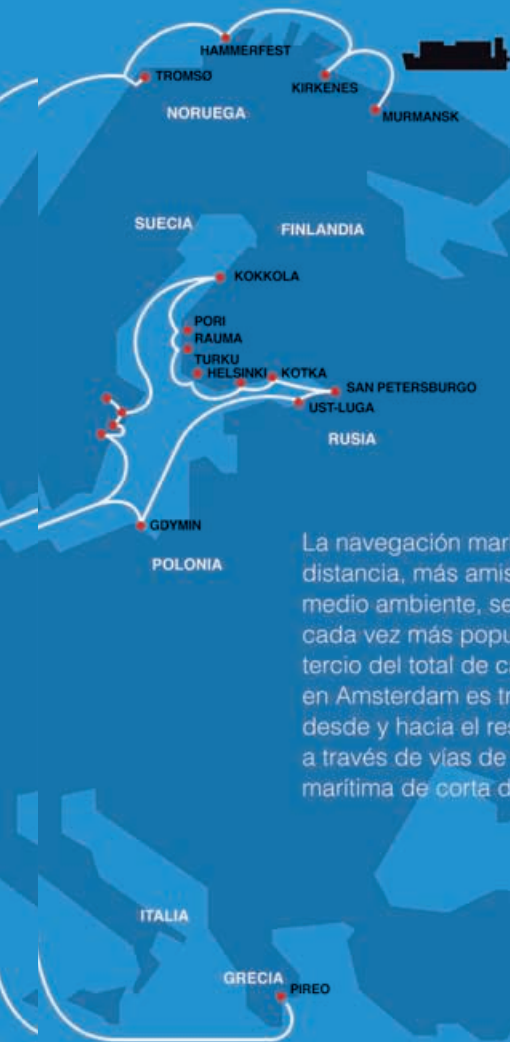 HAMMERFEST
TROMSØ
KIRKENES
NORUEGA
MURMANSK
SUECIA
FINLANDIA
KOKKOLA
PORI
RAUMA
TURKU
HELSINKI
KOTKA
SAN PETERSBURGO
UST-LUGA
RUSIA
GDYMIN
POLONIA
La navegación mar
distancia, más amis
medio ambiente, se
cada vez más popu
tercio del total de ca
en Amsterdam es tr
desde y hacia el res
a través de vías de
marítima de corta d
ITALIA
GRECIA
PIREO